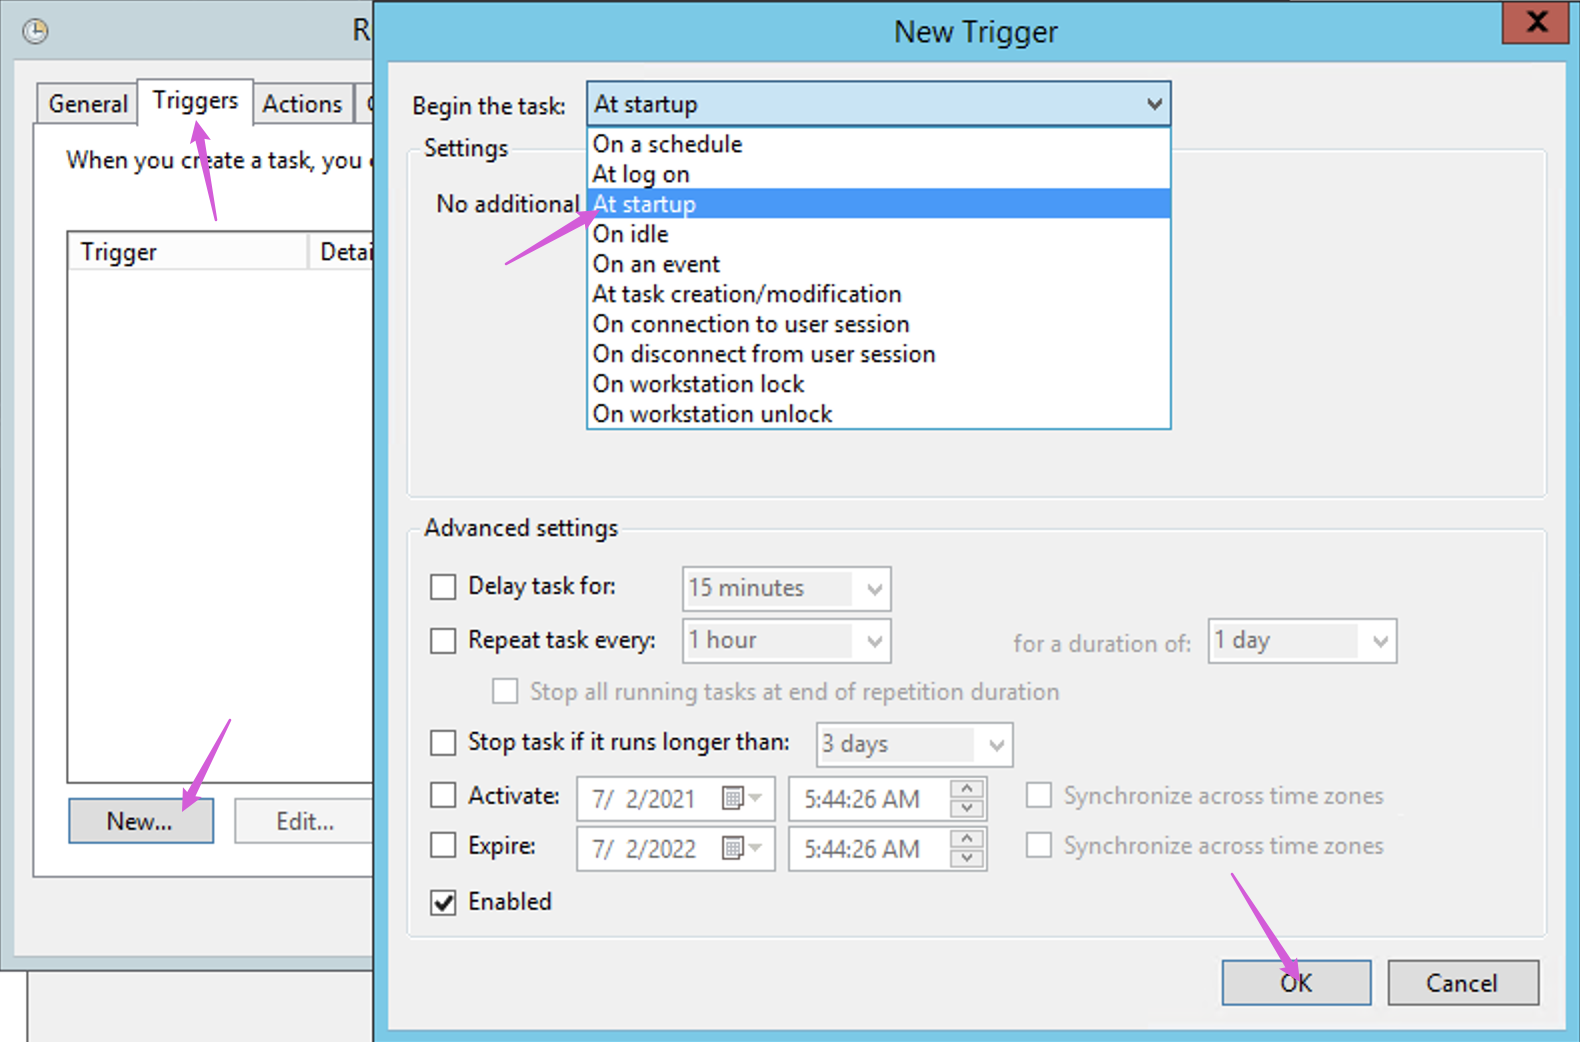 New Trigger
General
Triggers
Actions
When you create a task, you
Trigger
New...
Edit...
Begin the task:
At startup
On a schedule
At log on
At startup
On idle
On an event
At task creation/modification
On connection to user session
On disconnect from user session
On workstation lock
On workstation unlock
Settings
No additional
Advanced settings
Delay task for:
15 minutes
Repeat task every:
1 hour
for a duration of:
1 day
Stop all running tasks at end of repetition duration
Stop task if it runs longer than:
3 days
Activate:
7/ 2/2021
5:44:26 AM
Synchronize across time zones
Expire:
7/ 2/2022
5:44:26 AM
Synchronize across time zones
Enabled
OK
Cancel